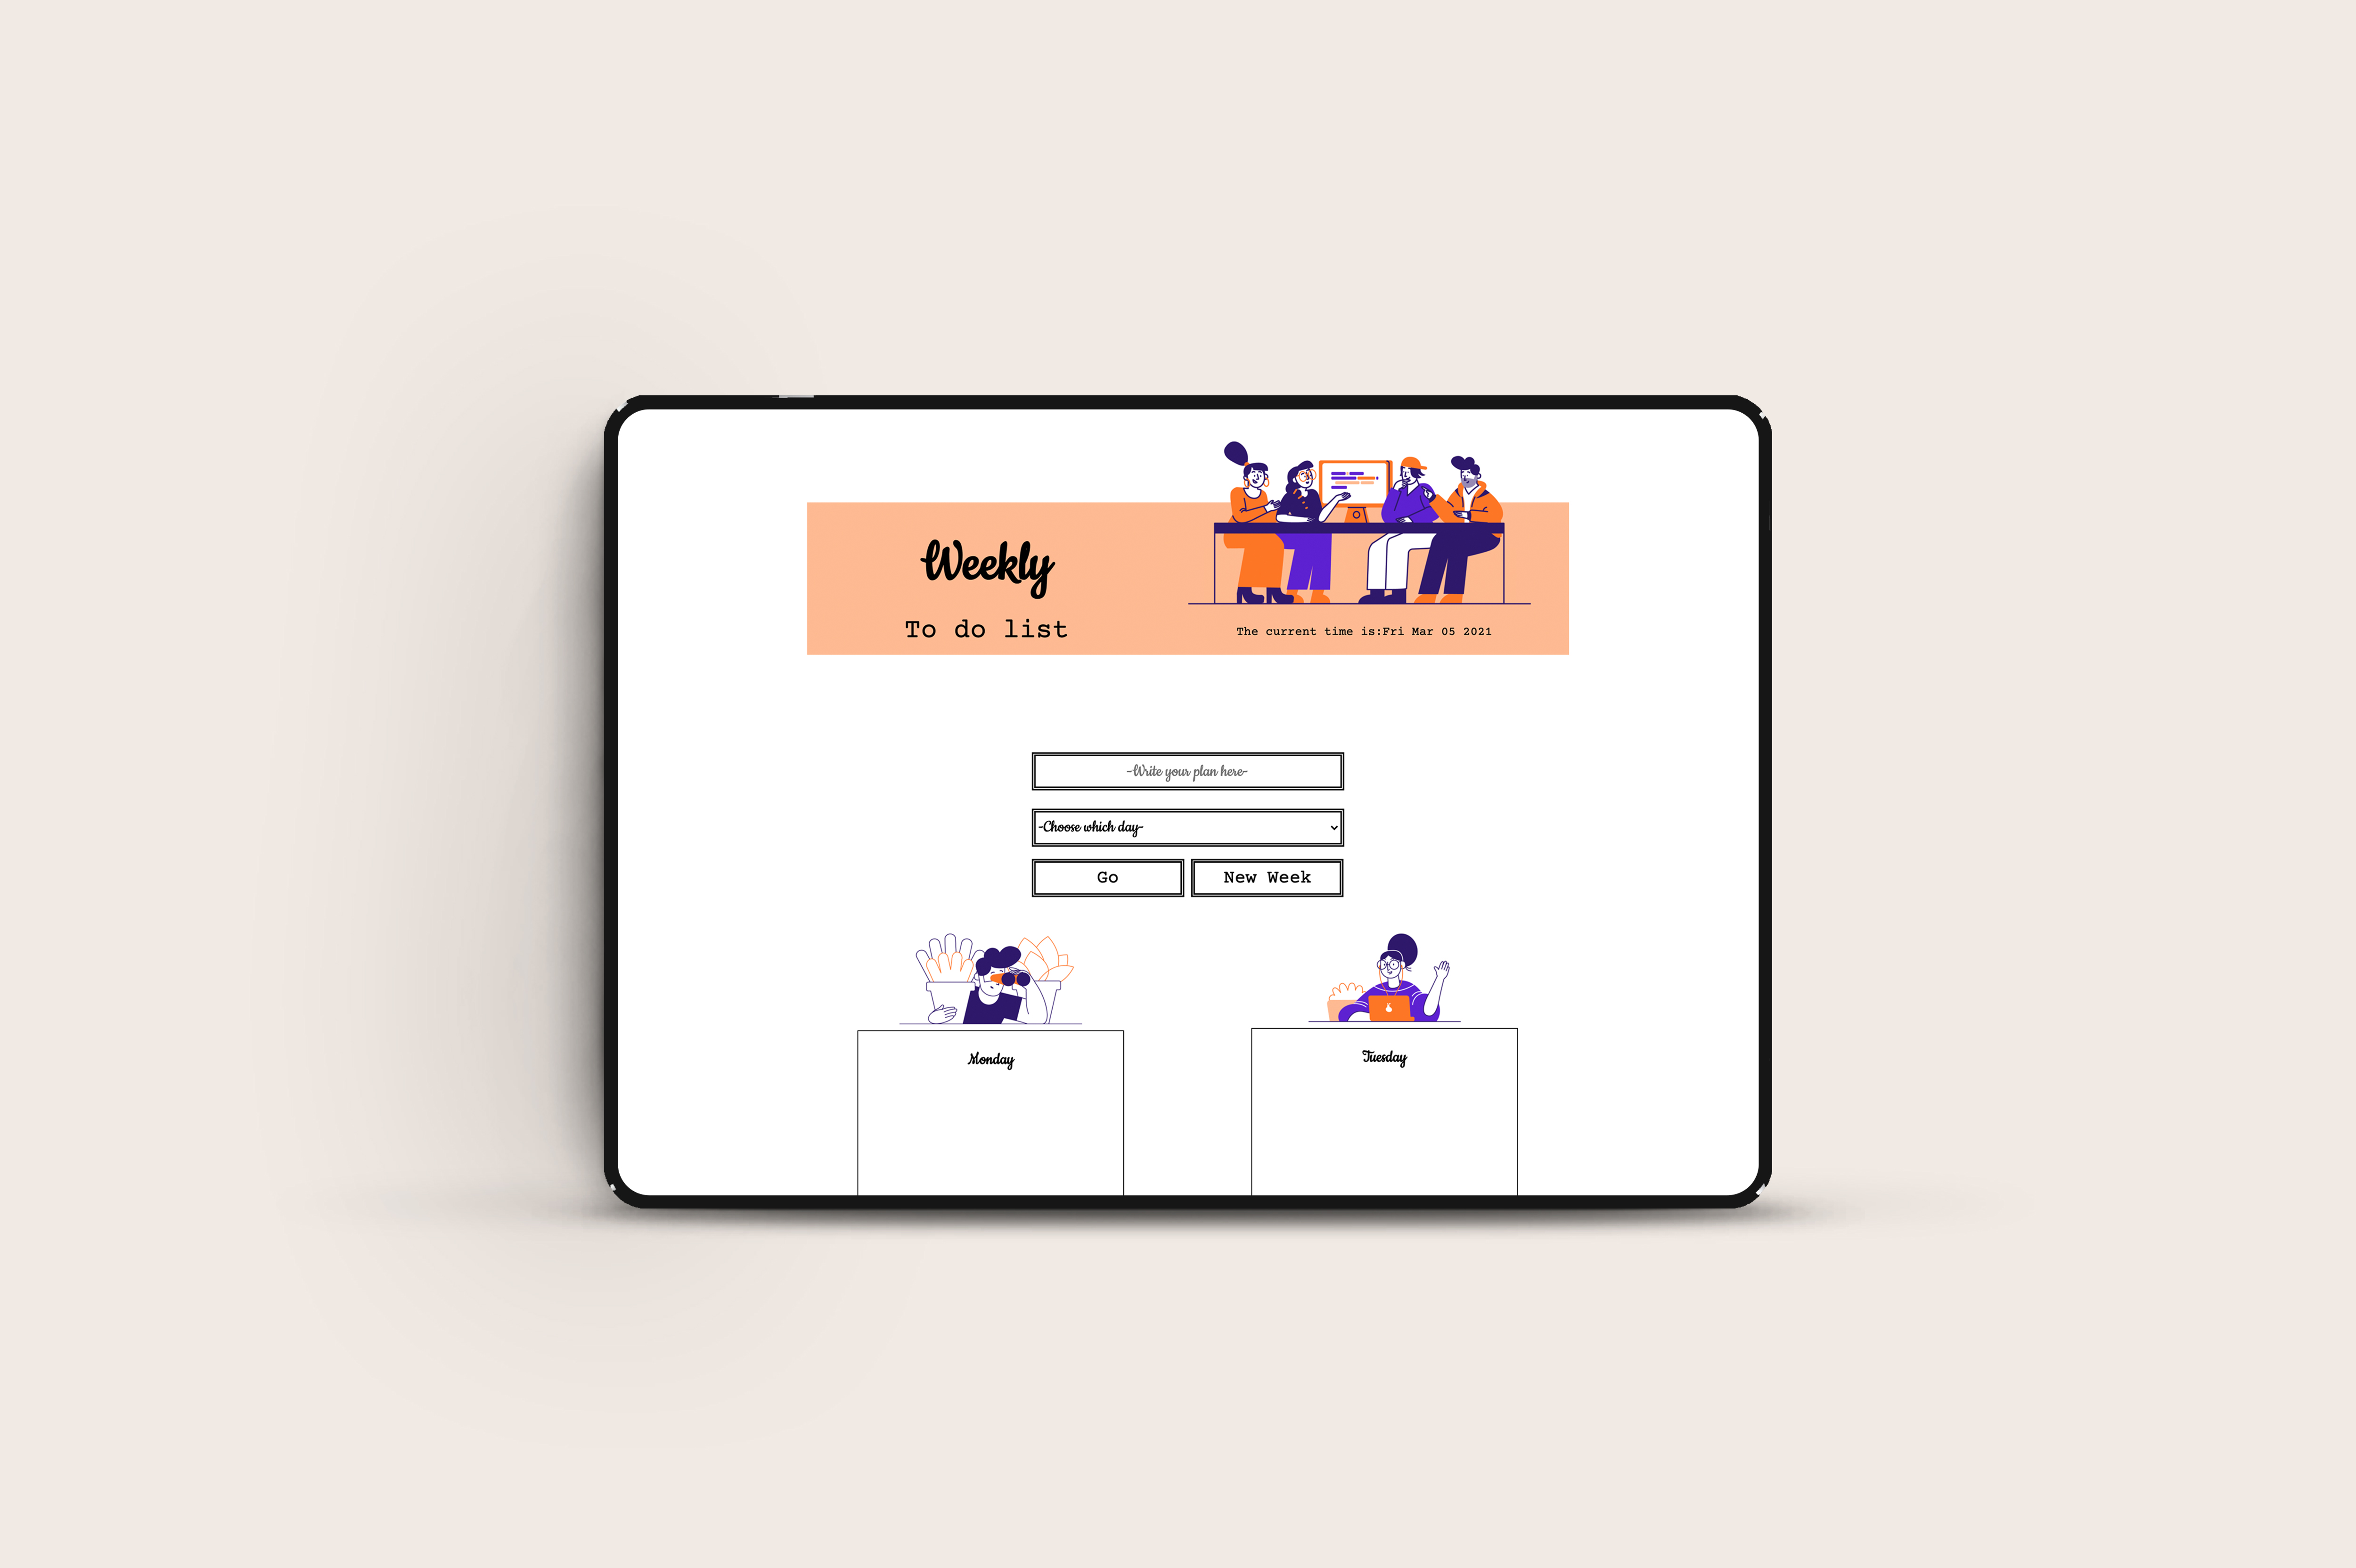 Weekly
To do list
The current time is:Fri Mar 05 2021
-Write your plan here-
-Choose which day-
Go
New Week
Monday
Tuesday